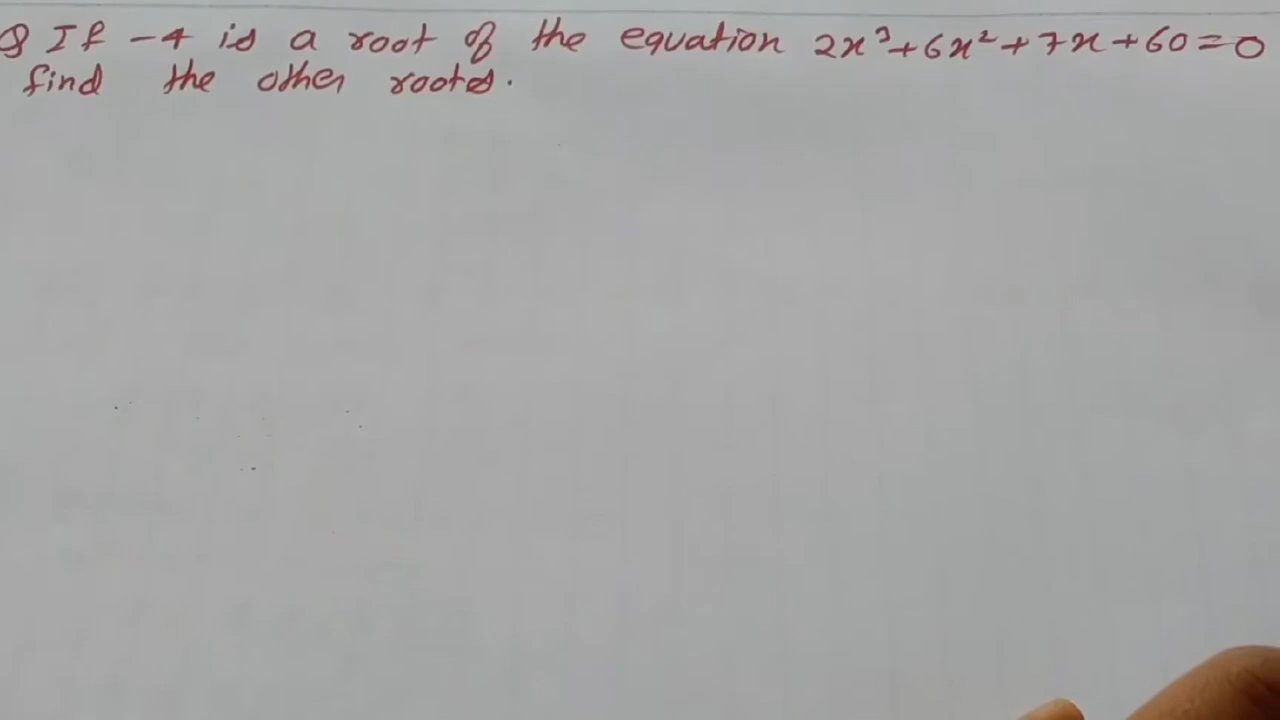 Q If -4 is a root of the equation 2x³+6x²+7x+60=0
find the other roots.